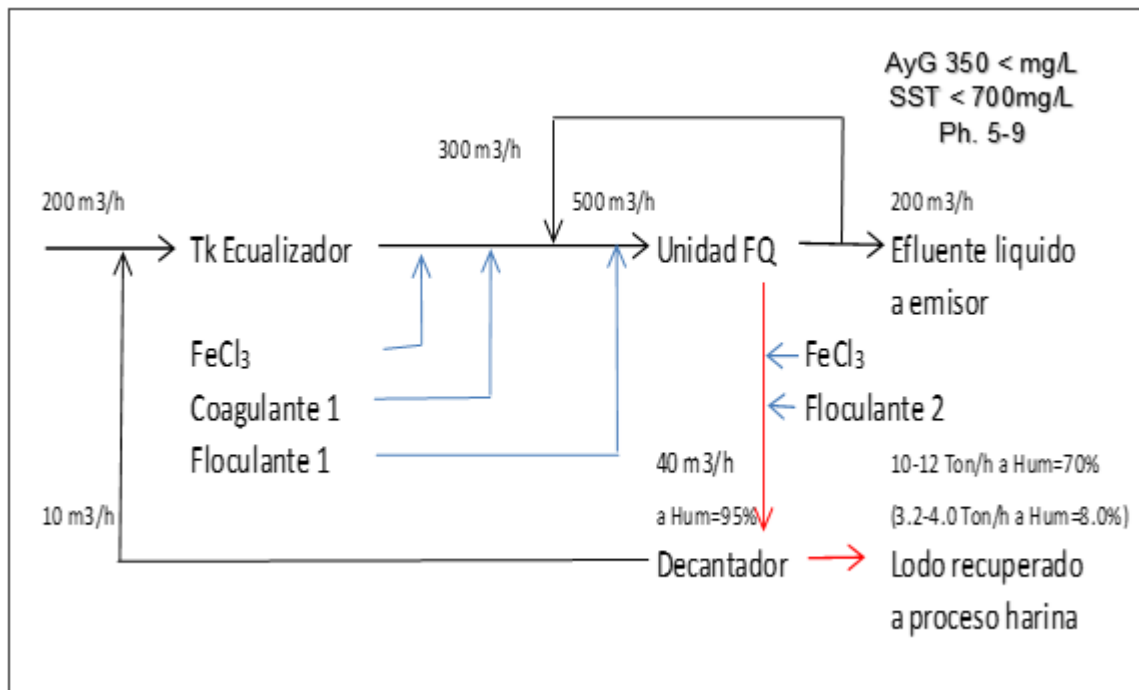 AyG 350 < mg/L
SST < 700mg/L
Ph. 5-9
300 m3/h
200 m3/h
500 m3/h
200 m3/h
Tk Ecualizador
Unidad FQ
Efluente liquido
a emisor
FeCl₃
Coagulante 1
Floculante 1
FeCl₃
Floculante 2
40 m3/h
a Hum=95%
10-12 Ton/h a Hum=70%
(3.2-4.0 Ton/h a Hum=8.0%)
10 m3/h
Decantador
Lodo recuperado
a proceso harina